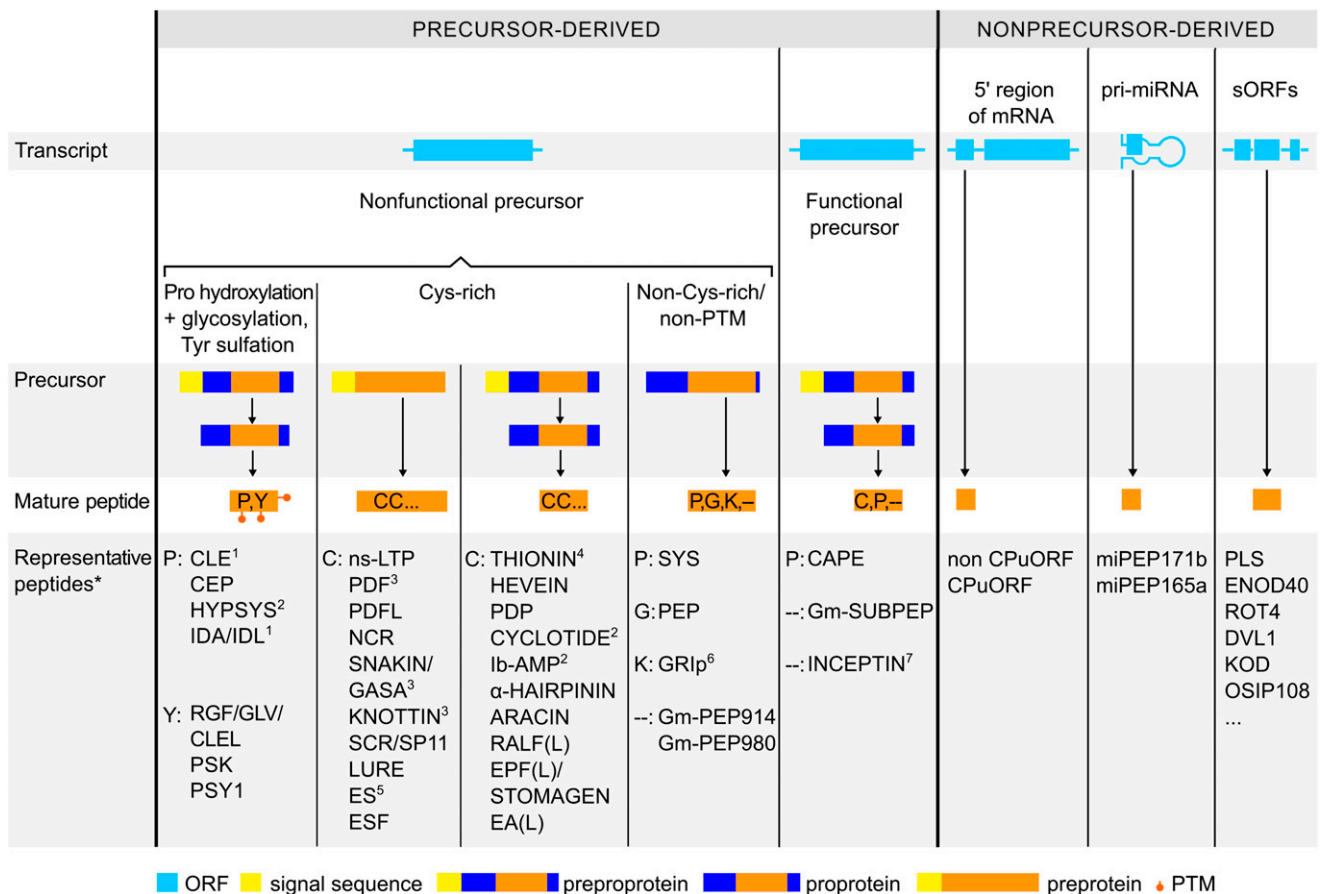 PRECURSOR-DERIVED
NONPRECURSOR-DERIVED
5' region
of mRNA
pri-miRNA
sORFs
Transcript
Nonfunctional precursor
Functional
precursor
Pro hydroxylation
+ glycosylation,
Tyr sulfation
Cys-rich
Non-Cys-rich/
non-PTM
Precursor
Mature peptide
P,Y
CC...
CC...
P,G,K,–
C,P,--
Representative
peptides*
P: CLE¹
CEP
HYPSYS²
IDA/IDL¹
Y: RGF/GLV/
CLEL
PSK
PSY1
C: ns-LTP
PDF³
PDFL
NCR
SNAKIN/
GASA³
KNOTTIN³
SCR/SP11
LURE
ES⁵
ESF
C: THIONIN⁴
HEVEIN
PDP
CYCLOTIDE²
Ib-AMP²
α-HAIRPININ
ARACIN
RALF(L)
EPF(L)/
STOMAGEN
EA(L)
P: SYS
G: PEP
K: GRIp⁶
--: Gm-PEP914
Gm-PEP980
P: CAPE
--: Gm-SUBPEP
--: INCEPTIN⁷
non CPuORF
CPuORF
miPEP171b
miPEP165a
PLS
ENOD40
ROT4
DVL1
KOD
OSIP108
...
ORF
signal sequence
preproprotein
proprotein
preprotein
PTM